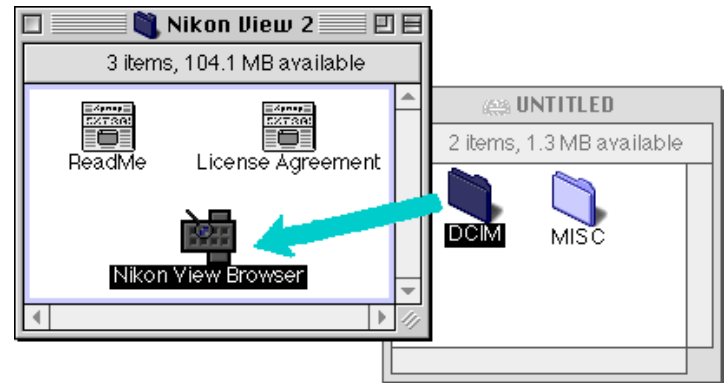 Nikon View 2
3 items, 104.1 MB available
ReadMe
License Agreement
Nikon View Browser
UNTITLED
2 items, 1.3 MB available
DCIM
MISC